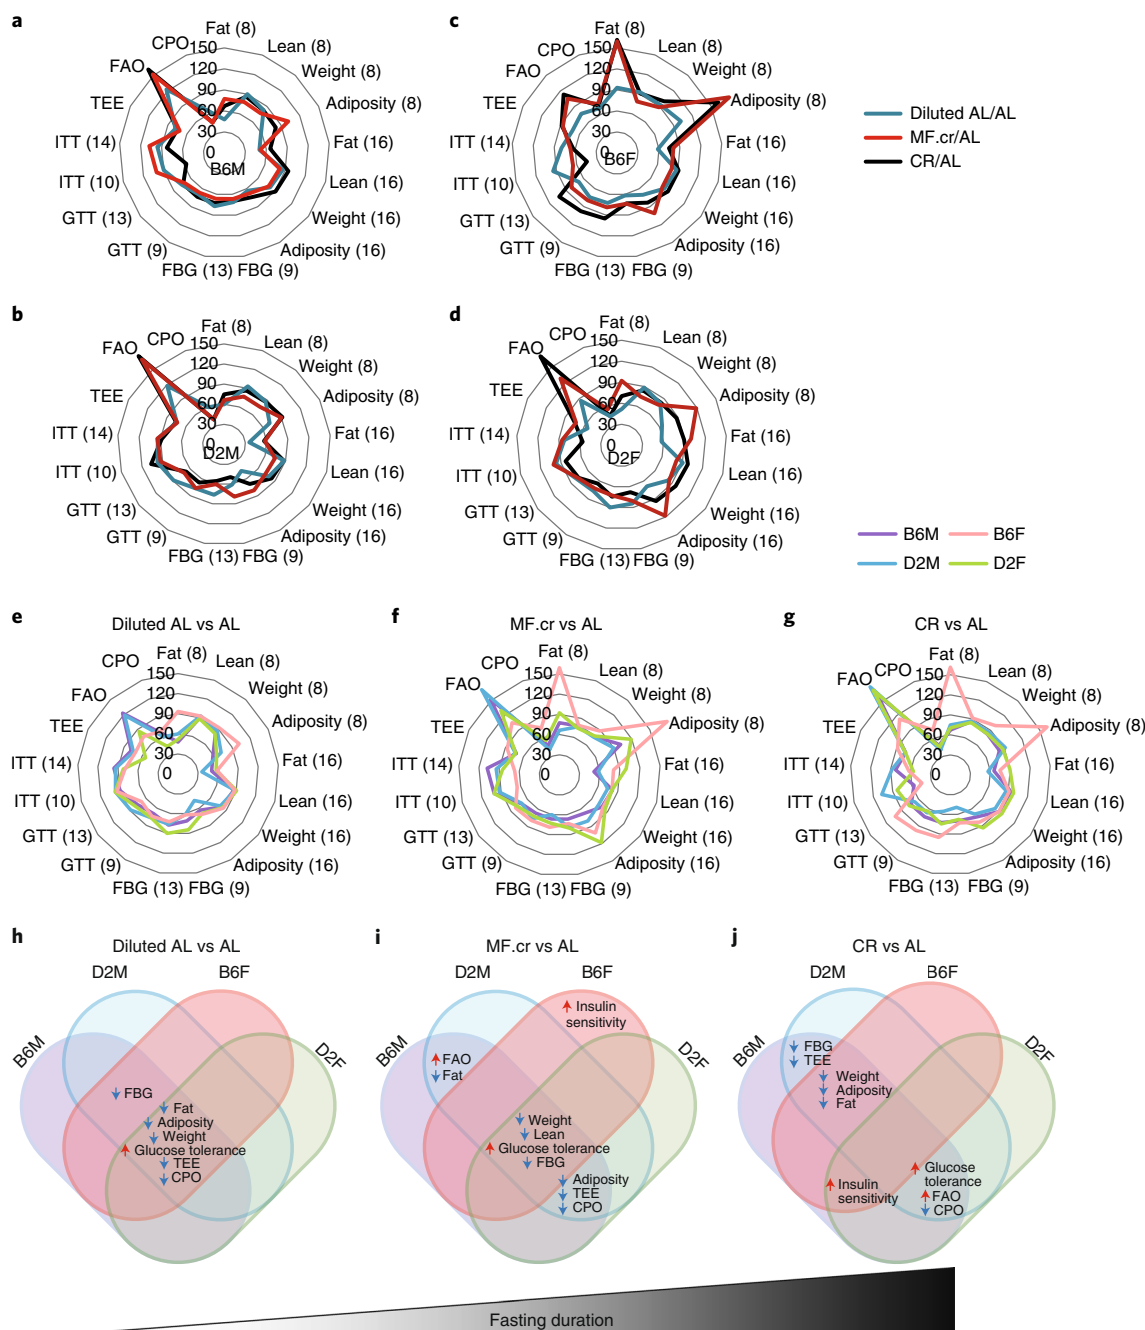 a
Fat (8)
Lean (8)
Weight (8)
Adiposity (8)
Fat (16)
Lean (16)
Weight (16)
Adiposity (16)
FBG (9)
FBG (13)
GTT (9)
GTT (13)
ITT (10)
ITT (14)
TEE
FAO
CPO
150
120
90
60
30
0
B6M
c
Fat (8)
Lean (8)
Weight (8)
Adiposity (8)
Fat (16)
Lean (16)
Weight (16)
Adiposity (16)
FBG (9)
FBG (13)
GTT (9)
GTT (13)
ITT (10)
ITT (14)
TEE
FAO
CPO
150
120
90
60
30
0
B6F
Diluted AL/AL
MF.cr/AL
CR/AL
b
Fat (8)
Lean (8)
Weight (8)
Adiposity (8)
Fat (16)
Lean (16)
Weight (16)
Adiposity (16)
FBG (9)
FBG (13)
GTT (9)
GTT (13)
ITT (10)
ITT (14)
TEE
FAO
CPO
150
120
90
60
30
0
D2M
d
Fat (8)
Lean (8)
Weight (8)
Adiposity (8)
Fat (16)
Lean (16)
Weight (16)
Adiposity (16)
FBG (9)
FBG (13)
GTT (9)
GTT (13)
ITT (10)
ITT (14)
TEE
FAO
CPO
150
120
90
60
30
0
D2F
B6M
B6F
D2M
D2F
e
Diluted AL vs AL
Fat (8)
Lean (8)
Weight (8)
Adiposity (8)
Fat (16)
Lean (16)
Weight (16)
Adiposity (16)
FBG (9)
FBG (13)
GTT (9)
GTT (13)
ITT (10)
ITT (14)
TEE
FAO
CPO
150
120
90
60
30
0
f
MF.cr vs AL
Fat (8)
Lean (8)
Weight (8)
Adiposity (8)
Fat (16)
Lean (16)
Weight (16)
Adiposity (16)
FBG (9)
FBG (13)
GTT (9)
GTT (13)
ITT (10)
ITT (14)
TEE
FAO
CPO
150
120
90
60
30
0
g
CR vs AL
Fat (8)
Lean (8)
Weight (8)
Adiposity (8)
Fat (16)
Lean (16)
Weight (16)
Adiposity (16)
FBG (9)
FBG (13)
GTT (9)
GTT (13)
ITT (10)
ITT (14)
TEE
FAO
CPO
150
120
90
60
30
0
h
Diluted AL vs AL
D2M
B6F
B6M
D2F
FBG
Fat
Adiposity
Weight
Glucose tolerance
TEE
CPO
i
MF.cr vs AL
D2M
B6F
B6M
D2F
Insulin
sensitivity
FAO
Fat
Weight
Lean
Glucose tolerance
FBG
Adiposity
TEE
CPO
j
CR vs AL
D2M
B6F
B6M
D2F
FBG
TEE
Weight
Adiposity
Fat
Glucose
tolerance
FAO
CPO
Insulin
sensitivity
Fasting duration